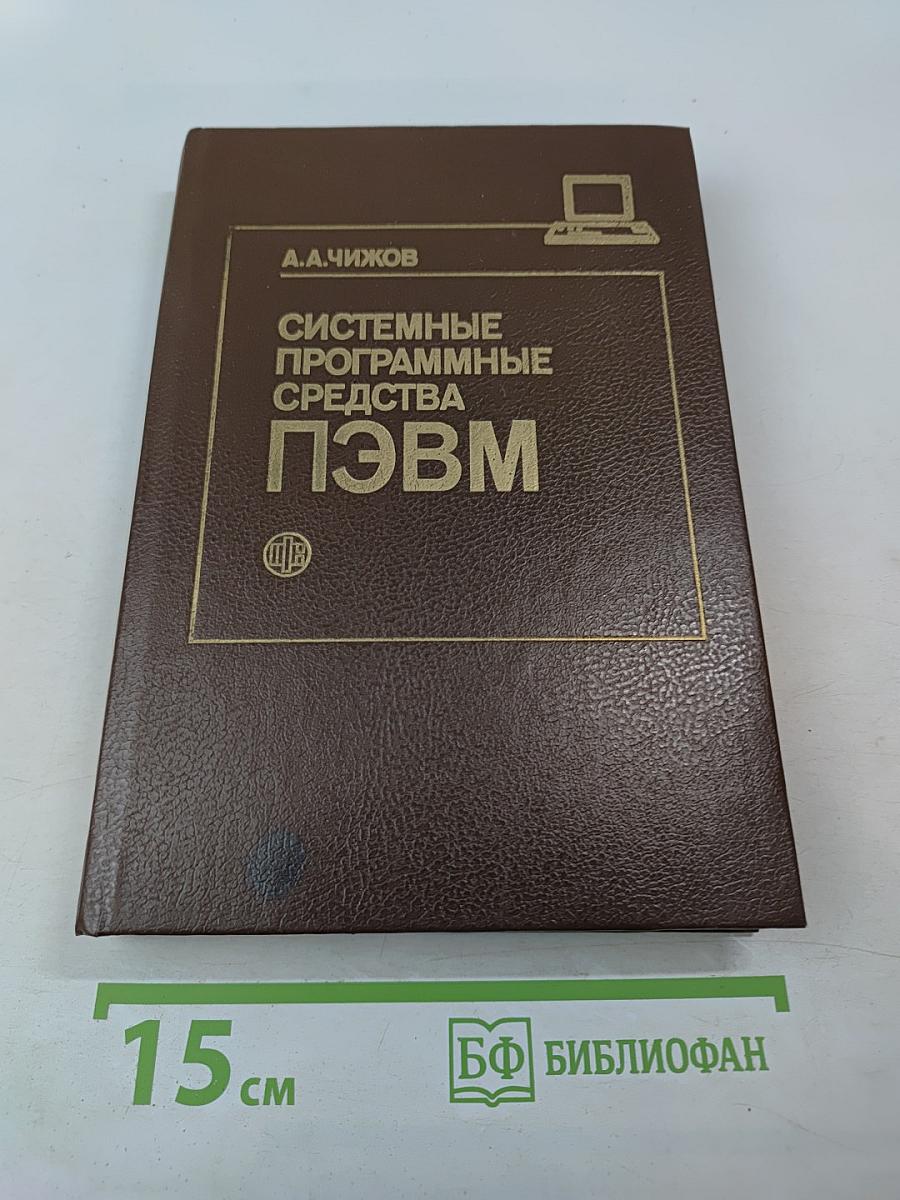 А.А.ЧИЖОВ
СИСТЕМНЫЕ
ПРОГРАММНЫЕ
СРЕДСТВА
ПЭВМ
15 см
БФ БИБЛИОФАН